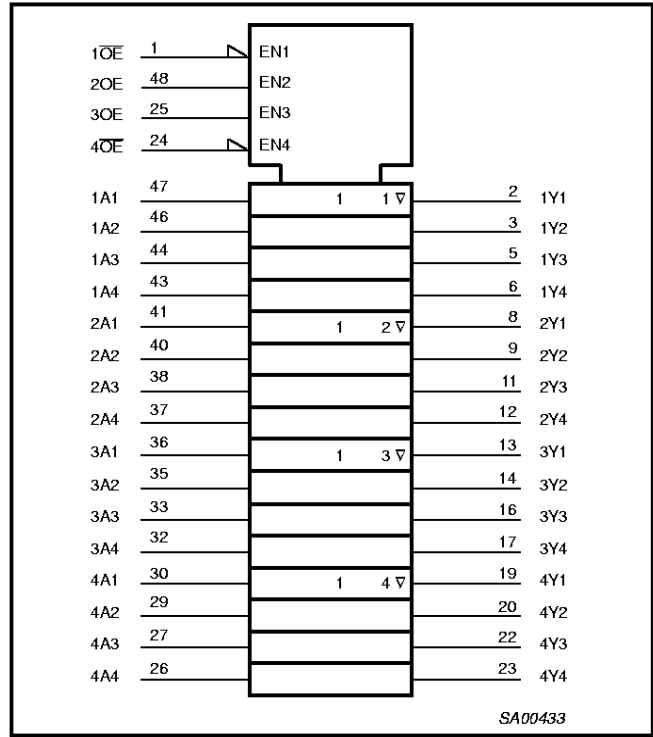 1O̅E̅ 1 EN1
2OE 48 EN2
3OE 25 EN3
4O̅E̅ 24 EN4
1A1 47 1 1 ▽ 2 1Y1
1A2 46 3 1Y2
1A3 44 5 1Y3
1A4 43 6 1Y4
2A1 41 1 2 ▽ 8 2Y1
2A2 40 9 2Y2
2A3 38 11 2Y3
2A4 37 12 2Y4
3A1 36 1 3 ▽ 13 3Y1
3A2 35 14 3Y2
3A3 33 16 3Y3
3A4 32 17 3Y4
4A1 30 1 4 ▽ 19 4Y1
4A2 29 20 4Y2
4A3 27 22 4Y3
4A4 26 23 4Y4
SA00433